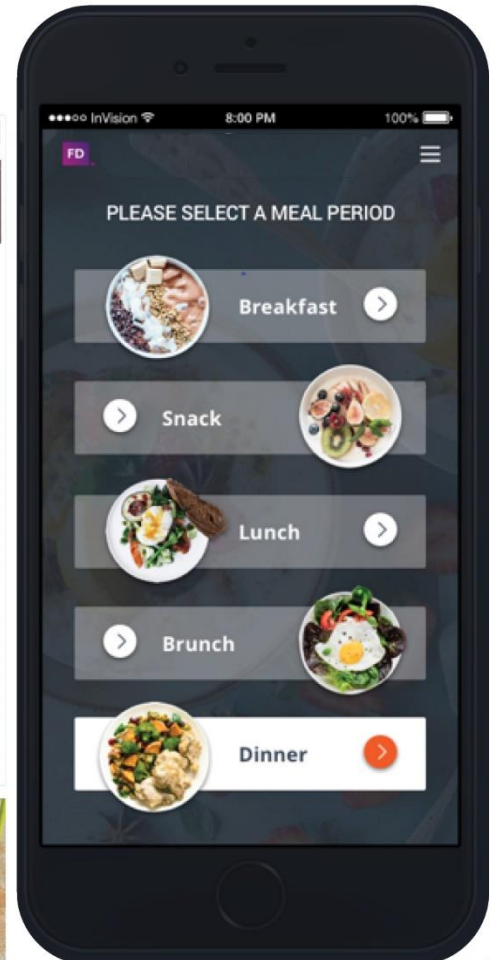 InVision 8:00 PM 100%
FD
PLEASE SELECT A MEAL PERIOD
Breakfast
Snack
Lunch
Brunch
Dinner